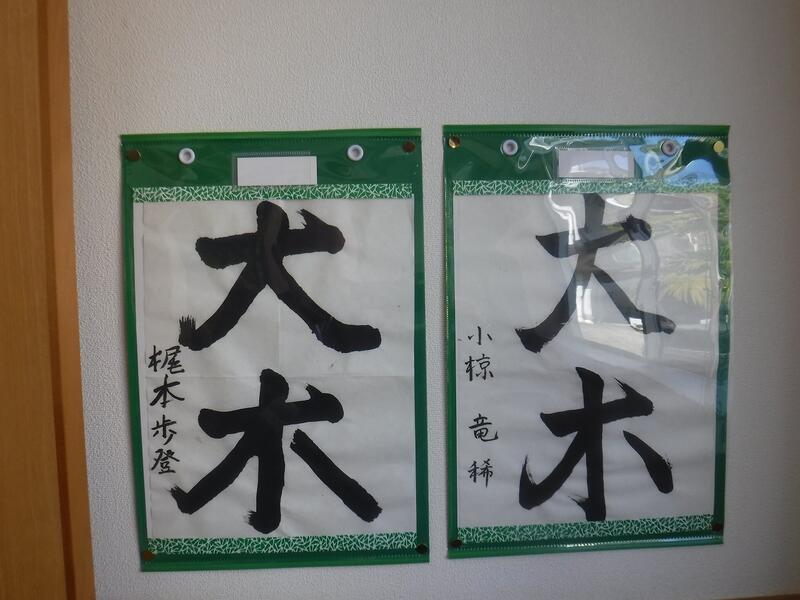 大木
梶本歩登
大木
小椋 竜稀